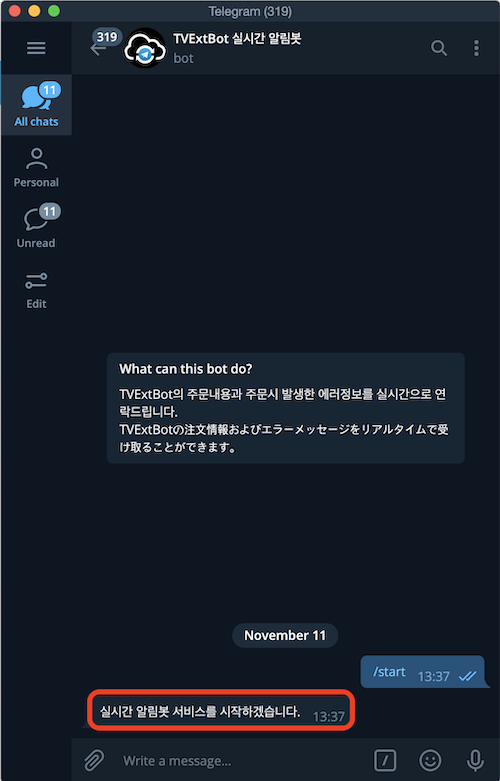 Telegram (319)
319
TVExtBot 실시간 알림봇
bot
11
All chats
Personal
11
Unread
Edit
What can this bot do?
TVExtBot의 주문내용과 주문시 발생한 에러정보를 실시간으로 연
락드립니다.
TVExtBotの注文情報およびエラーメッセージをリアルタイムで受
け取ることができます。
November 11
/start 13:37
실시간 알림봇 서비스를 시작하겠습니다. 13:37
Write a message...